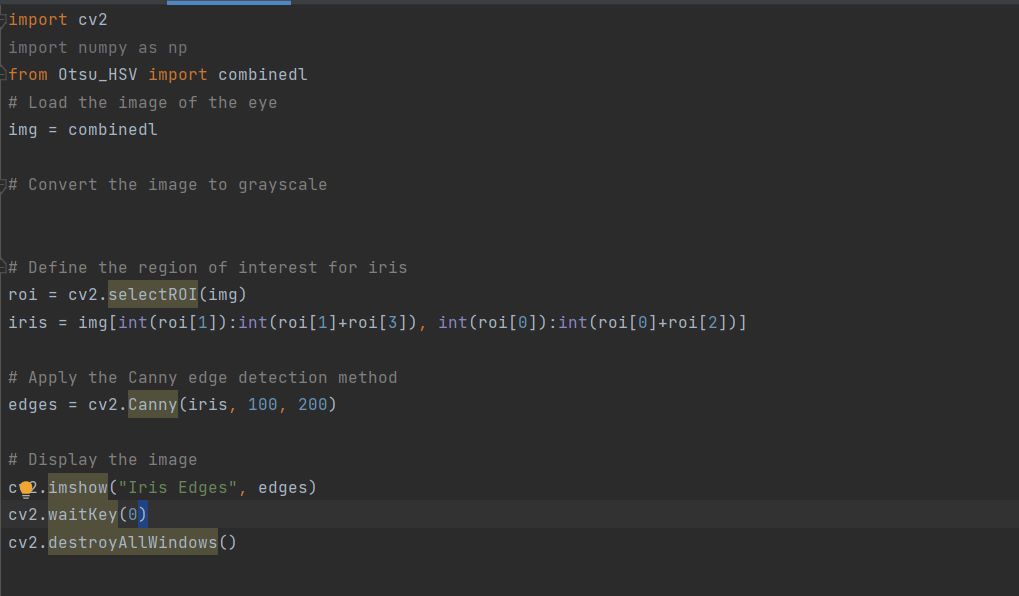 import cv2
import numpy as np
from Otsu_HSV import combinedl
# Load the image of the eye
img = combinedl
# Convert the image to grayscale
# Define the region of interest for iris
roi = cv2.selectROI(img)
iris = img[int(roi[1]):int(roi[1]+roi[3]), int(roi[0]):int(roi[0]+roi[2])]
# Apply the Canny edge detection method
edges = cv2.Canny(iris, 100, 200)
# Display the image
cv2.imshow("Iris Edges", edges)
cv2.waitKey(0)
cv2.destroyAllWindows()